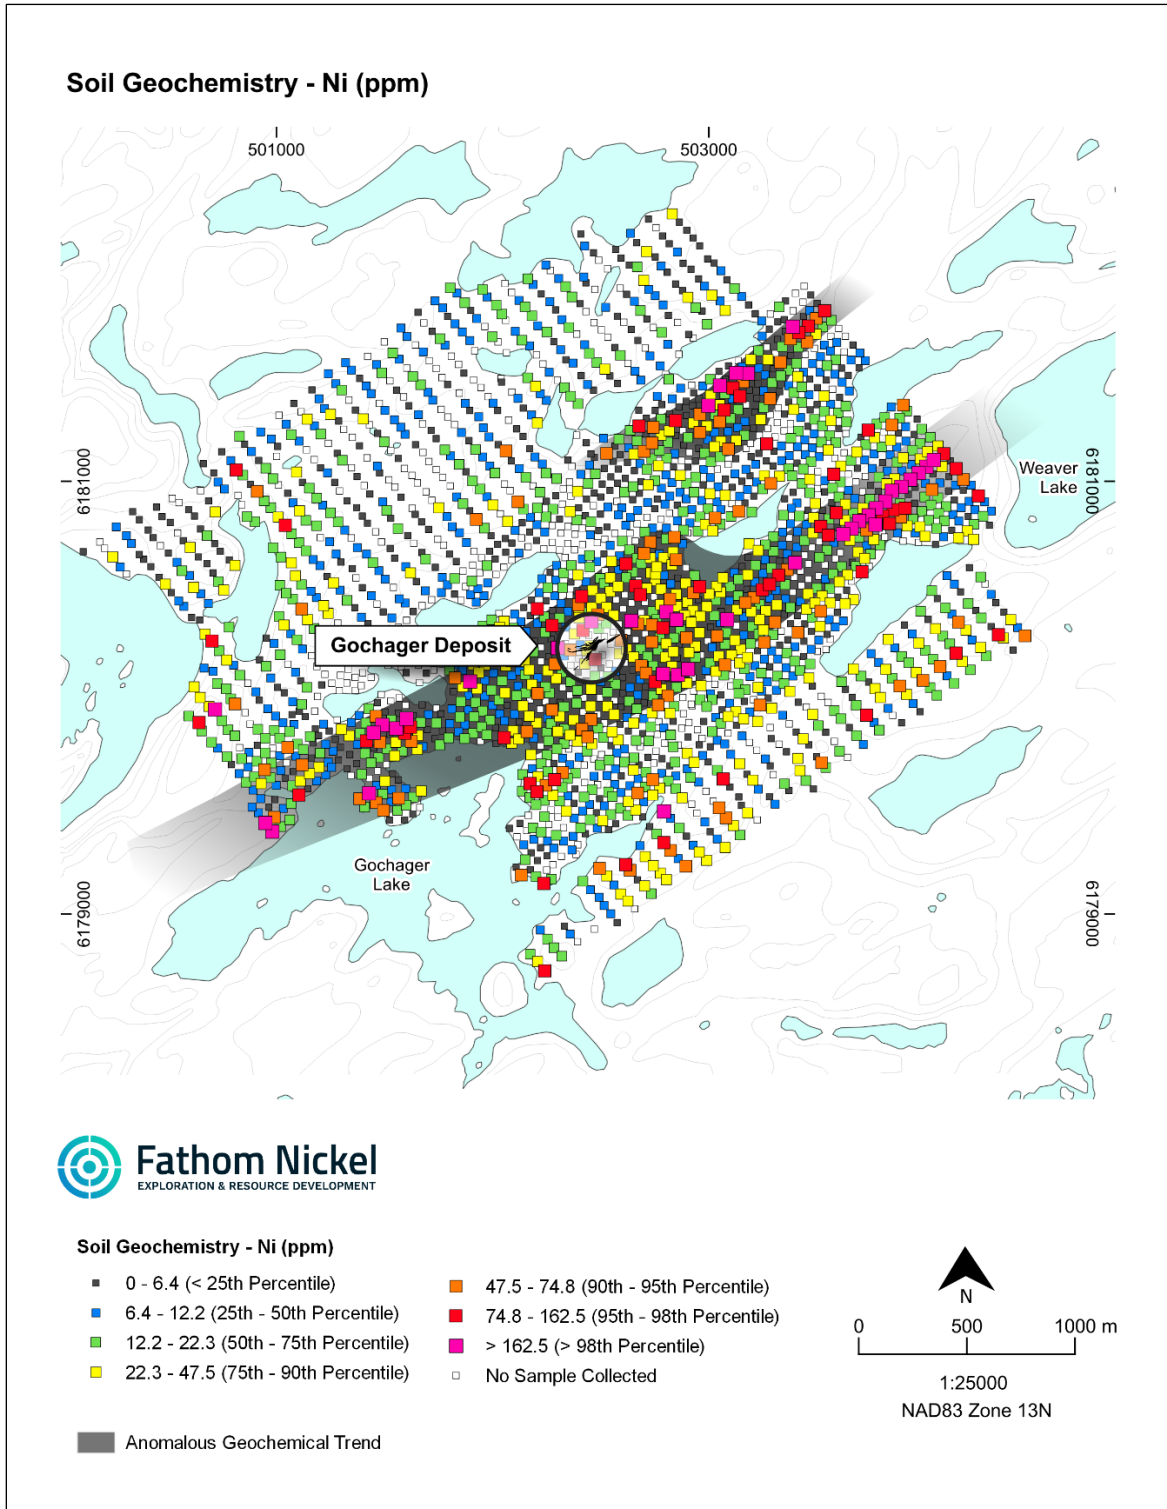 Soil Geochemistry - Ni (ppm)
501000
503000
6181000
6181000
Weaver
Lake
Gochager Deposit
Gochager
Lake
6179000
6179000
Fathom Nickel
EXPLORATION & RESOURCE DEVELOPMENT
Soil Geochemistry - Ni (ppm)
0 - 6.4 (< 25th Percentile)
6.4 - 12.2 (25th - 50th Percentile)
12.2 - 22.3 (50th - 75th Percentile)
22.3 - 47.5 (75th - 90th Percentile)
47.5 - 74.8 (90th - 95th Percentile)
74.8 - 162.5 (95th - 98th Percentile)
> 162.5 (> 98th Percentile)
No Sample Collected
Anomalous Geochemical Trend
N
0 500 1000 m
1:25000
NAD83 Zone 13N